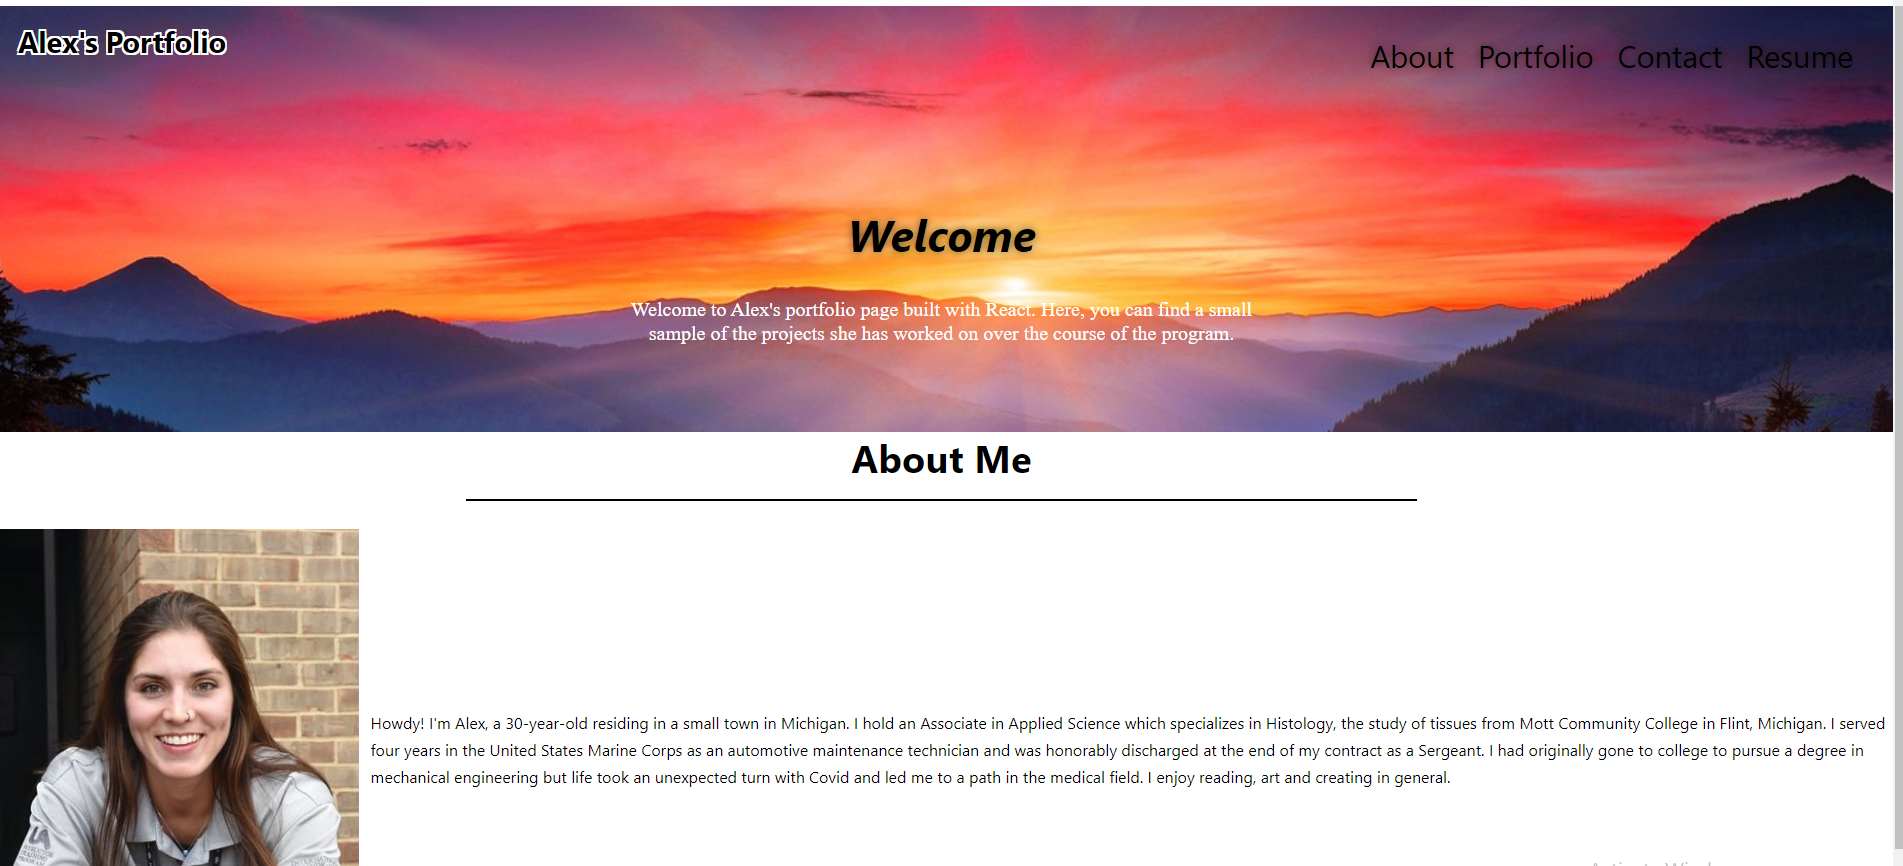 Alex's Portfolio
About Portfolio Contact Resume
Welcome
Welcome to Alex's portfolio page built with React. Here, you can find a small
sample of the projects she has worked on over the course of the program.
About Me
Howdy! I'm Alex, a 30-year-old residing in a small town in Michigan. I hold an Associate in Applied Science which specializes in Histology, the study of tissues from Mott Community College in Flint, Michigan. I served
four years in the United States Marine Corps as an automotive maintenance technician and was honorably discharged at the end of my contract as a Sergeant. I had originally gone to college to pursue a degree in
mechanical engineering but life took an unexpected turn with Covid and led me to a path in the medical field. I enjoy reading, art and creating in general.